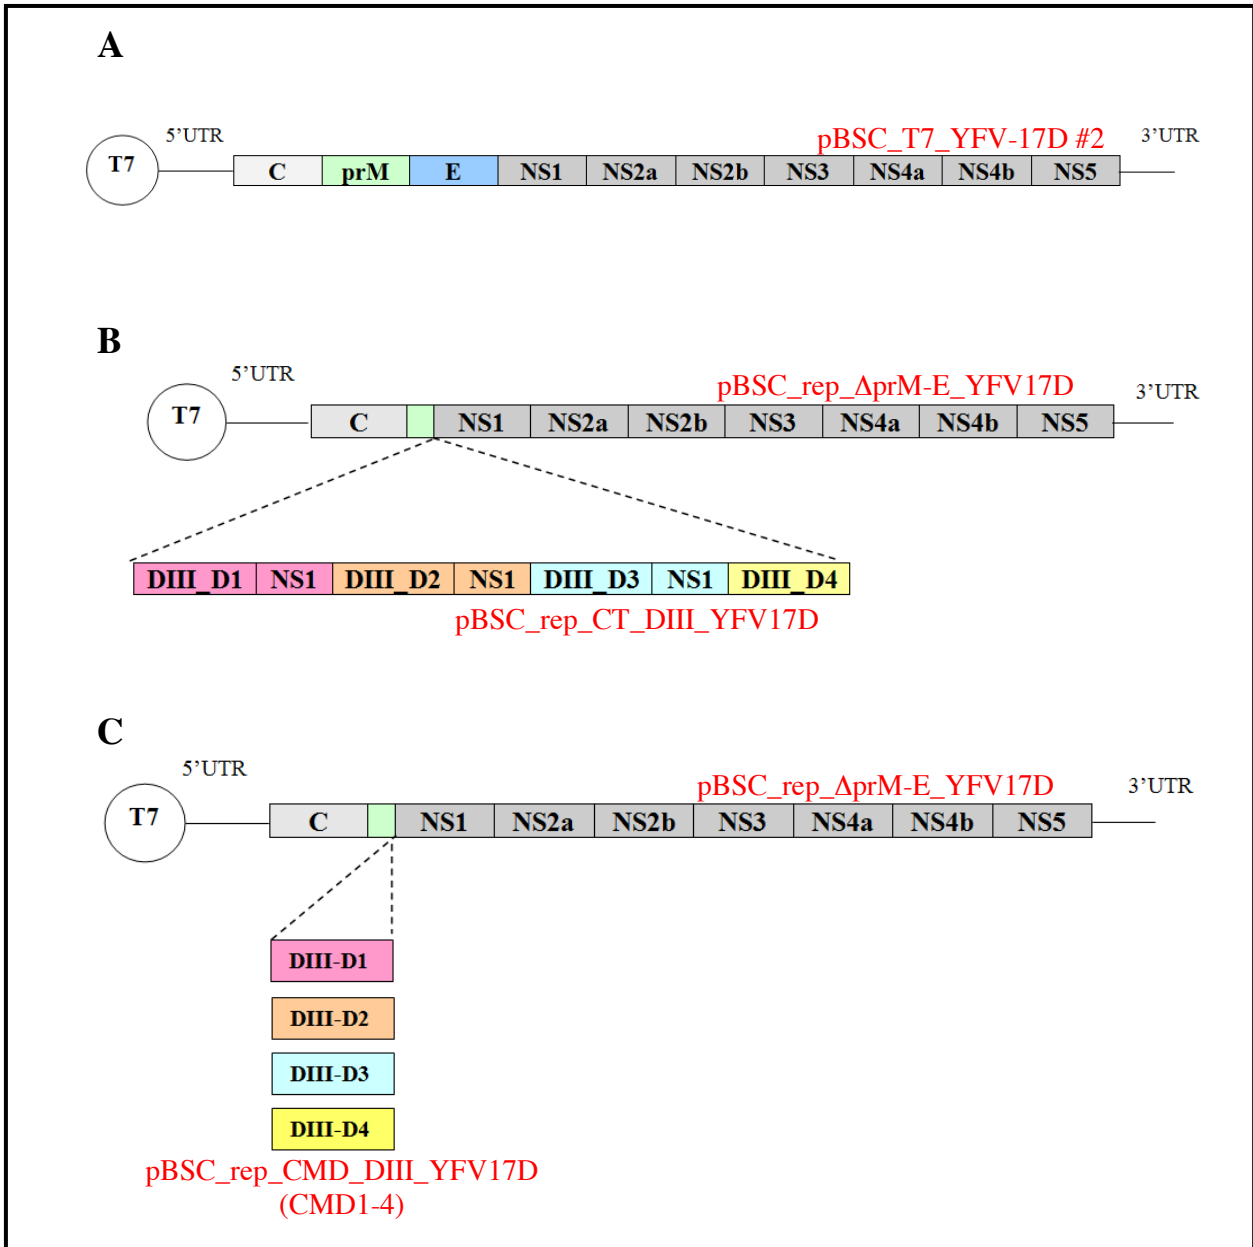 A
5’UTR
pBSC_T7_YFV-17D #2
3’UTR
T7
C prM E NS1 NS2a NS2b NS3 NS4a NS4b NS5
B
5’UTR
pBSC_rep_ΔprM-E_YFV17D
3’UTR
T7
C NS1 NS2a NS2b NS3 NS4a NS4b NS5
DIII_D1 NS1 DIII_D2 NS1 DIII_D3 NS1 DIII_D4
pBSC_rep_CT_DIII_YFV17D
C
5’UTR
pBSC_rep_ΔprM-E_YFV17D
3’UTR
T7
C NS1 NS2a NS2b NS3 NS4a NS4b NS5
DIII-D1
DIII-D2
DIII-D3
DIII-D4
pBSC_rep_CMD_DIII_YFV17D
(CMD1-4)